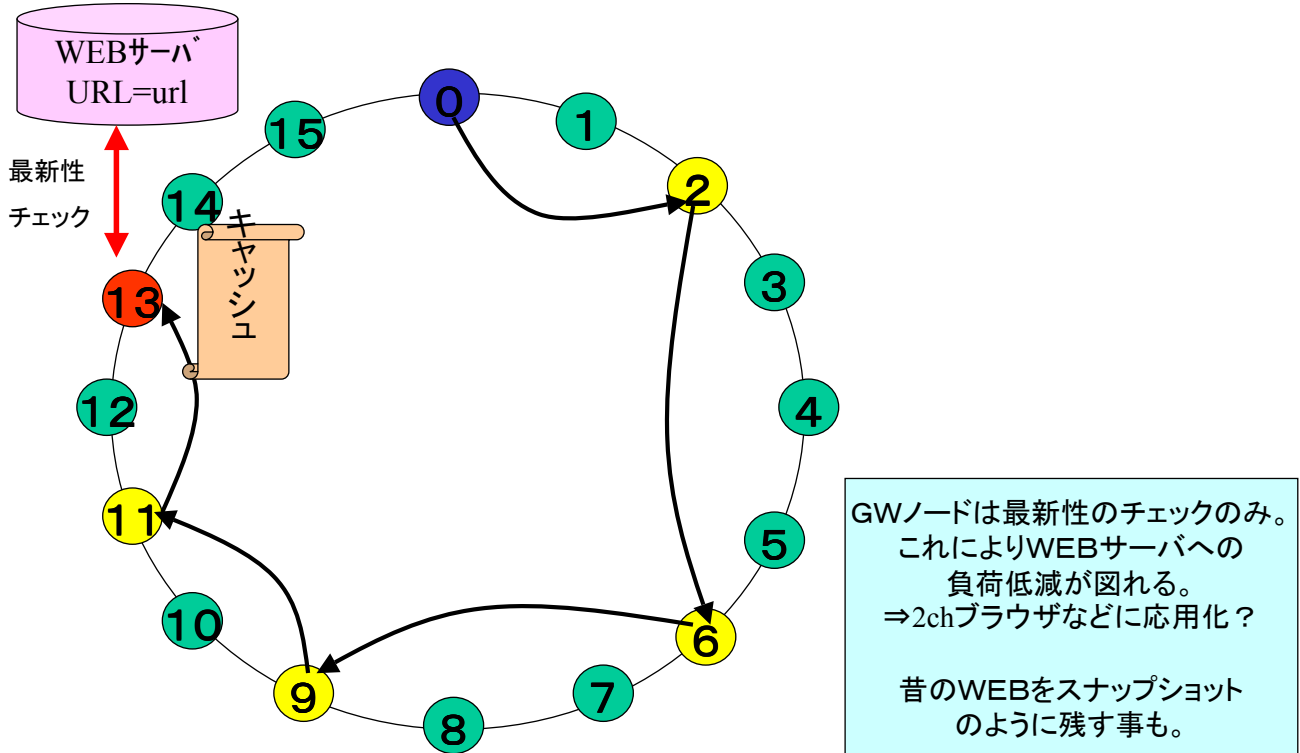 WEBサーバ
URL=url
最新性
チェック
キャッシュ
0
1
2
3
4
5
6
7
8
9
10
11
12
13
14
15
GWノードは最新性のチェックのみ。
これによりWEBサーバへの
負荷低減が図れる。
⇒2chブラウザなどに応用化？
昔のWEBをスナップショット
のように残す事も。